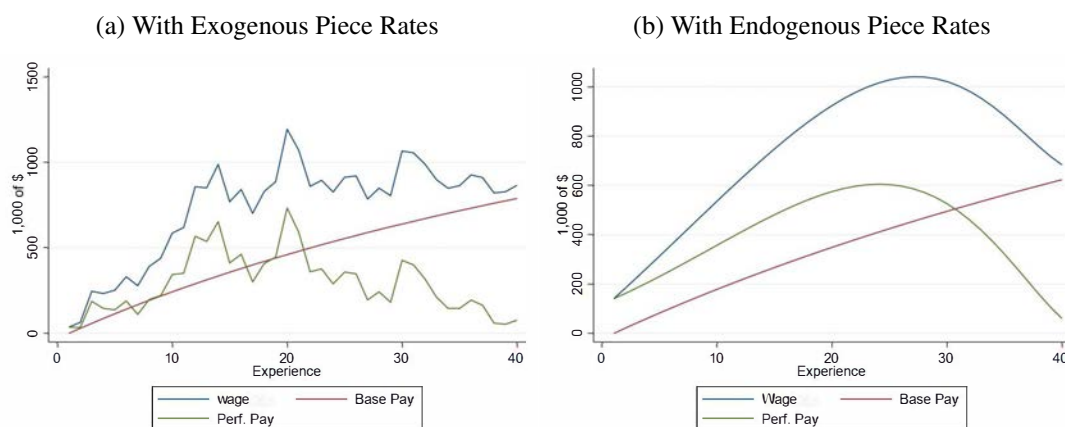 (a) With Exogenous Piece Rates
1500
1000
500
0
1,000 of $
0 10 20 30 40
Experience
wage Base Pay
Perf. Pay
(b) With Endogenous Piece Rates
1000
800
600
400
200
0
1,000 of $
0 10 20 30 40
Experience
Wage Base Pay
Perf. Pay